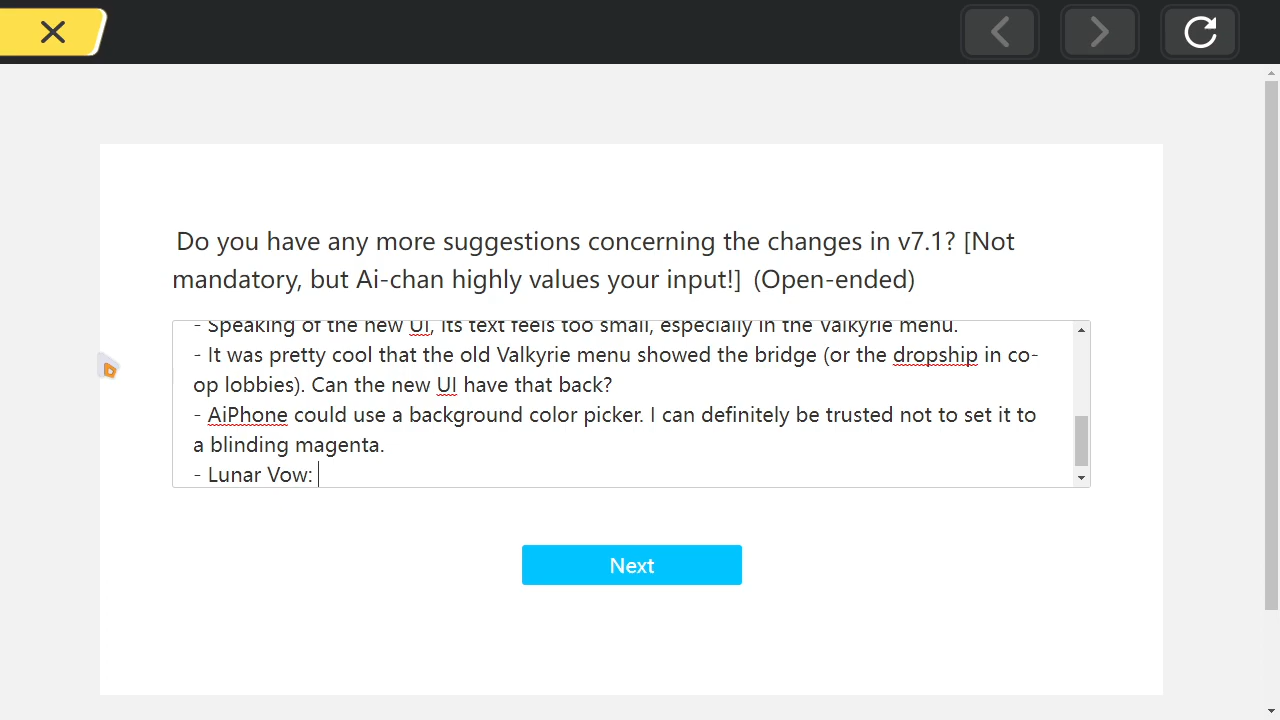 Do you have any more suggestions concerning the changes in v7.1? [Not
mandatory, but Ai-chan highly values your input!] (Open-ended)
- Speaking of the new UI, its text feels too small, especially in the Valkyrie menu.
- It was pretty cool that the old Valkyrie menu showed the bridge (or the dropship in co-
op lobbies). Can the new UI have that back?
- AiPhone could use a background color picker. I can definitely be trusted not to set it to
a blinding magenta.
- Lunar Vow:
Next